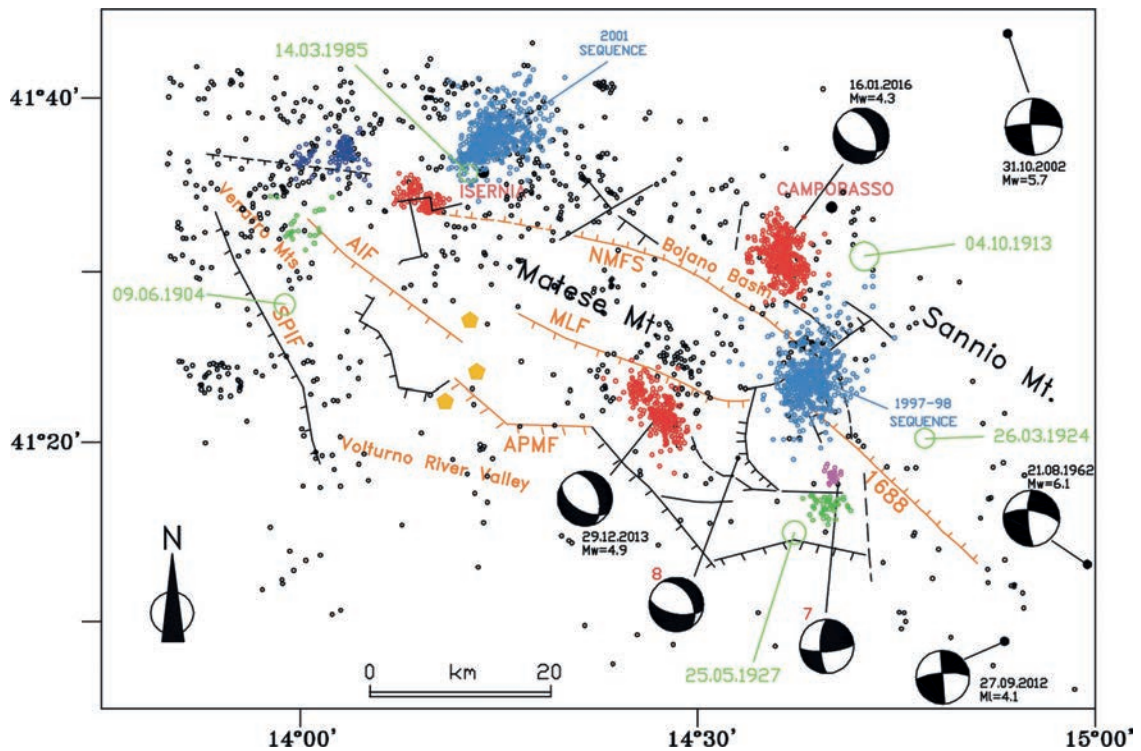 14.03.1985
2001
SEQUENCE
16.01.2016
Mw=4.3
41°40'
31.10.2002
Mw=5.7
ISERNIA
CAMPOBASSO
Venafro Mts.
AIF
NMFS
Bojano Basin
04.10.1913
09.06.1904
SPIF
Matese Mt.
MLF
Sannio Mt.
1997-98
SEQUENCE
26.03.1924
41°20'
APMF
Volturno River Valley
1688
21.08.1962
Mw=6.1
N
29.12.2013
Mw=4.9
8
7
25.05.1927
27.09.2012
Ml=4.1
0 km 20
14°00'
14°30'
15°00'